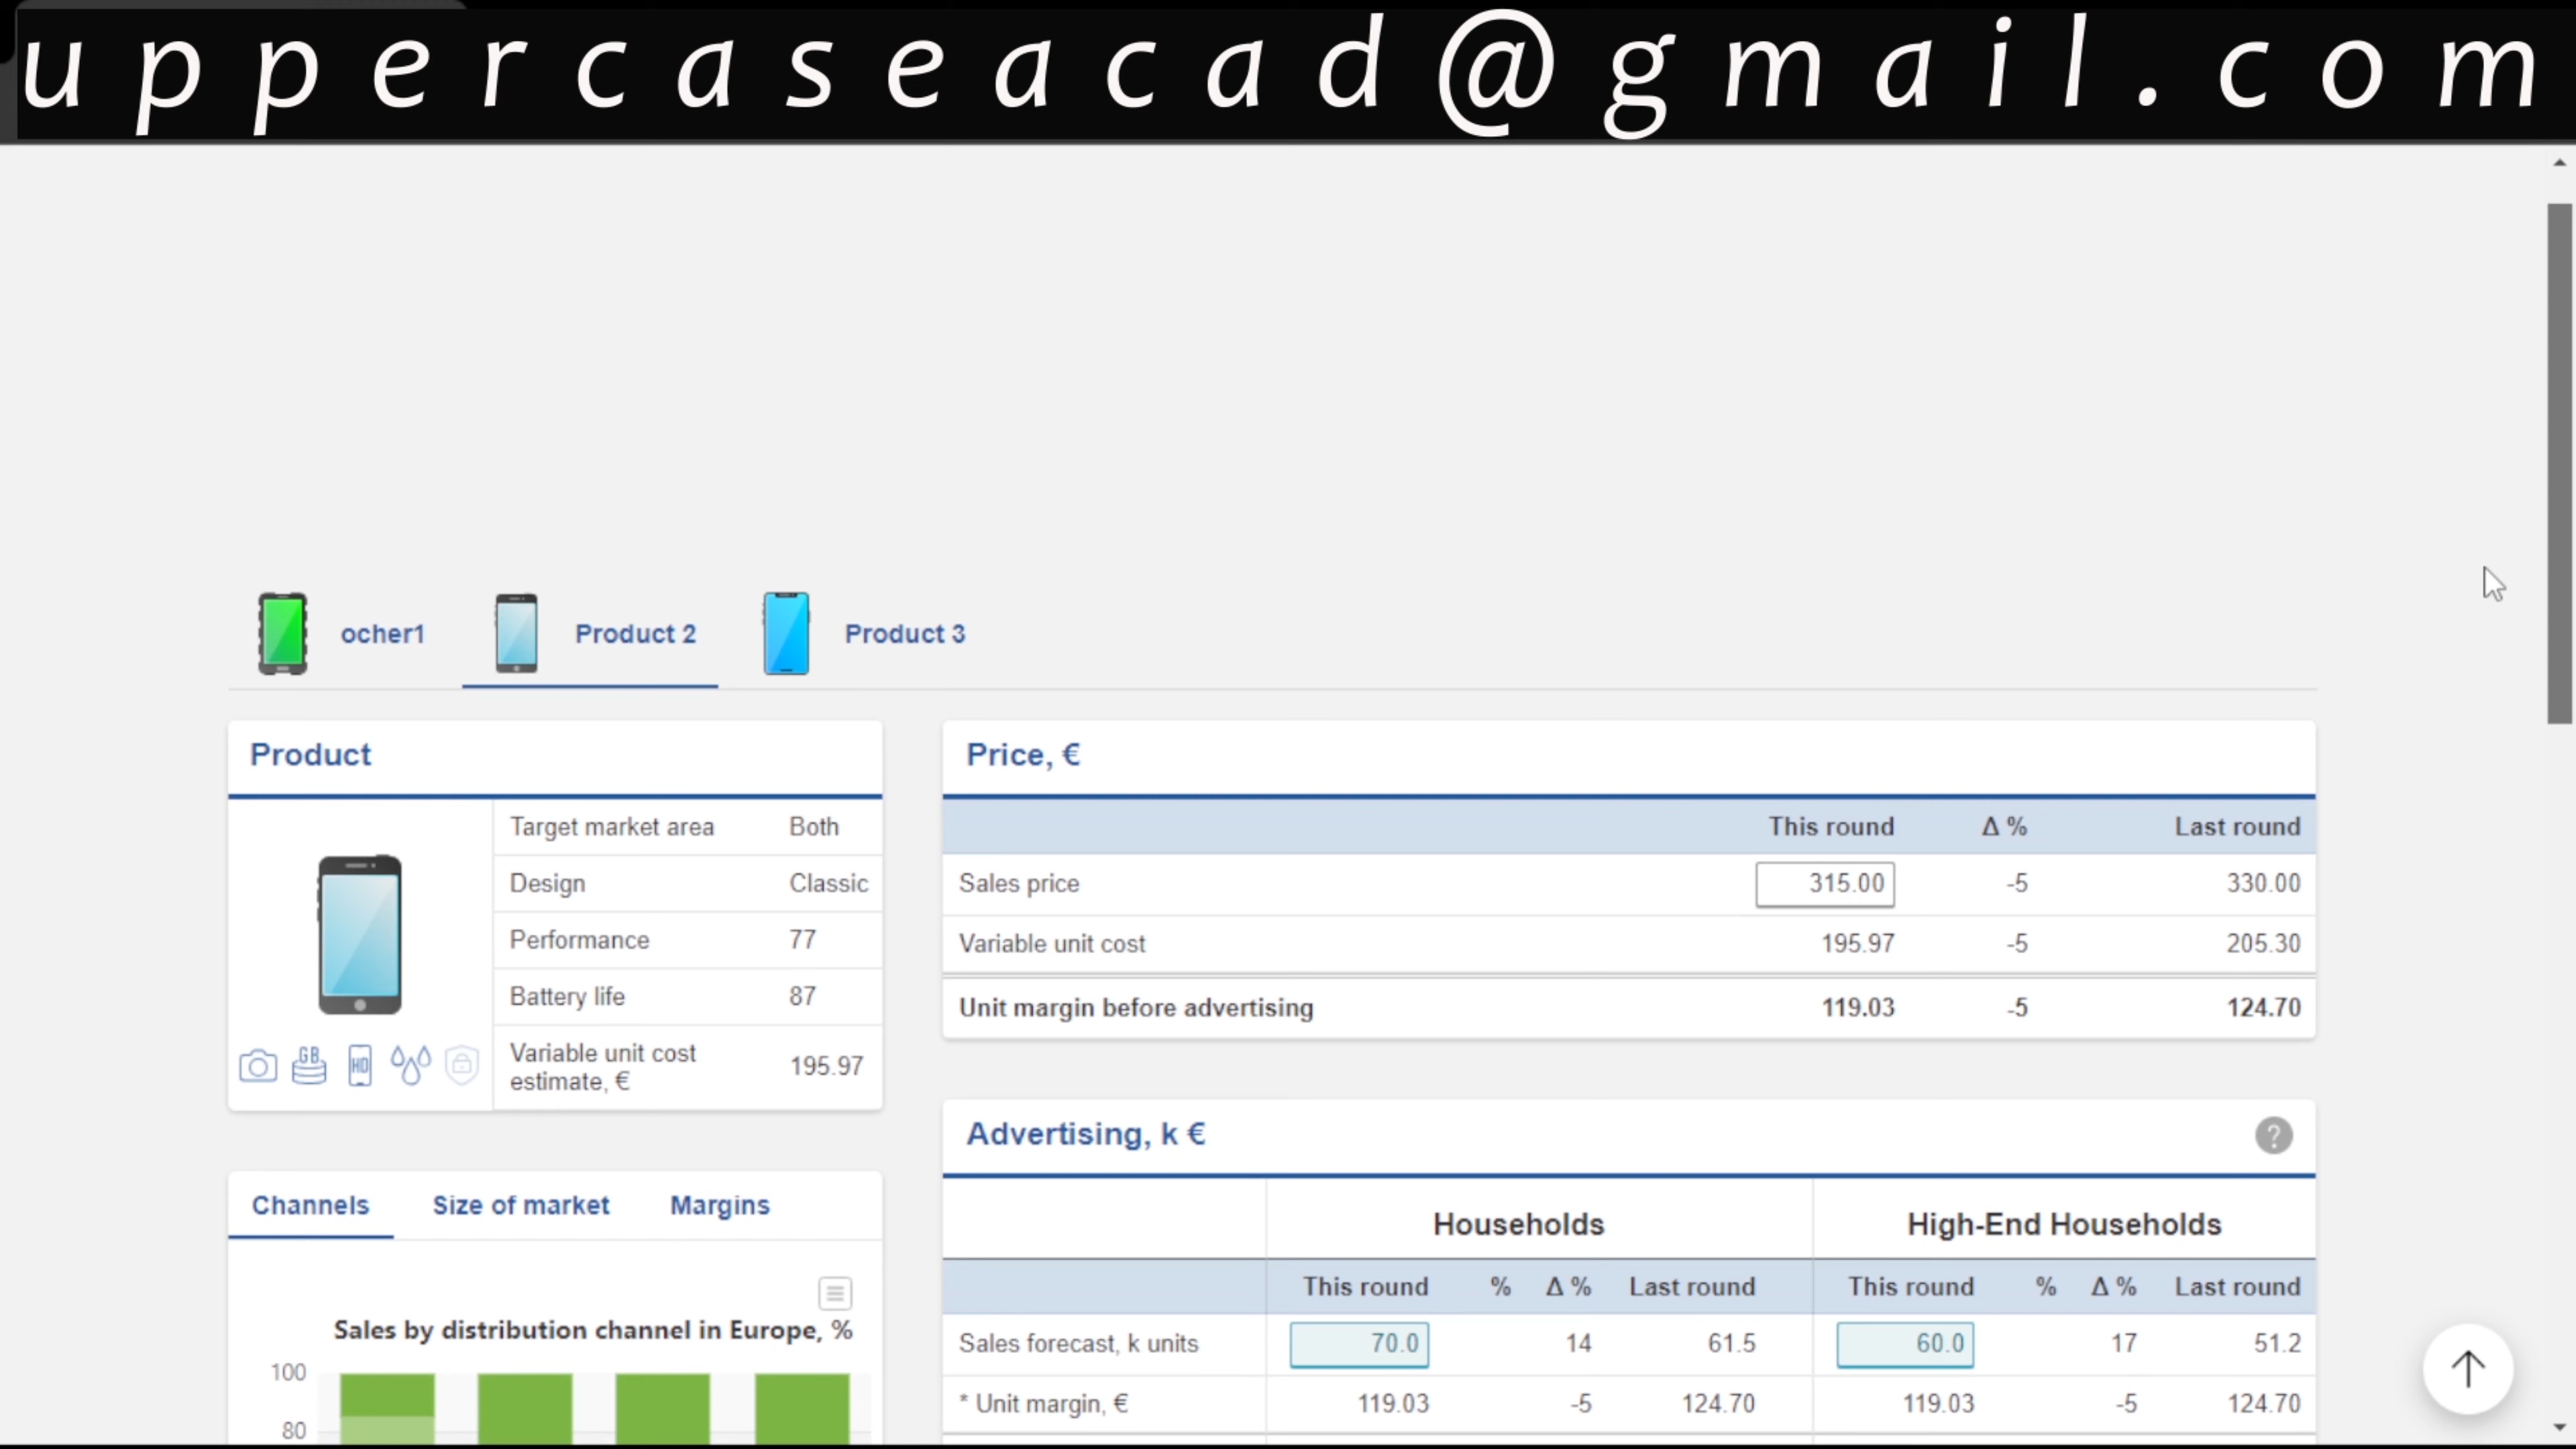 uppercaseacad@gmail.com
ocher1 Product 2 Product 3
Product
Target market area Both
Design Classic
Performance 77
Battery life 87
GB HD
Variable unit cost estimate, € 195.97
Price, €
This round Δ % Last round
Sales price 315.00 -5 330.00
Variable unit cost 195.97 -5 205.30
Unit margin before advertising 119.03 -5 124.70
Channels Size of market Margins
Sales by distribution channel in Europe, %
100
80
Advertising, k €
?
Households High-End Households
This round % Δ % Last round This round % Δ % Last round
Sales forecast, k units 70.0 14 61.5 60.0 17 51.2
* Unit margin, € 119.03 -5 124.70 119.03 -5 124.70